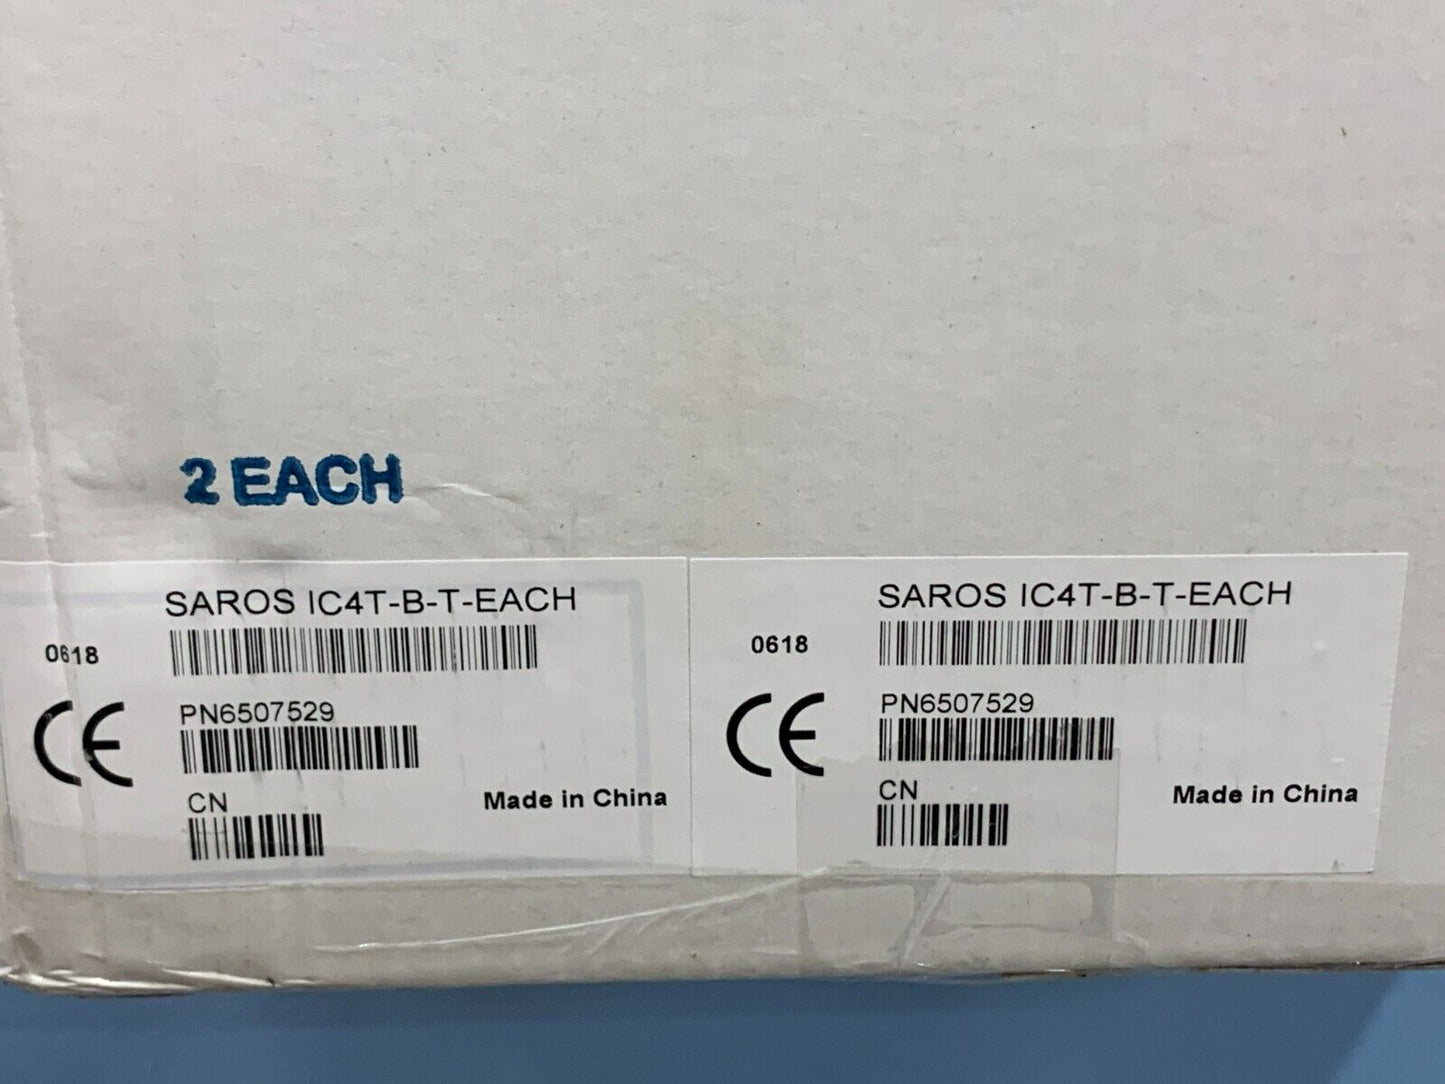 2 EACH
SAROS IC4T-B-T-EACH
0618
PN6507529
CE
CN
Made in China
SAROS IC4T-B-T-EACH
0618
PN6507529
CE
CN
Made in China